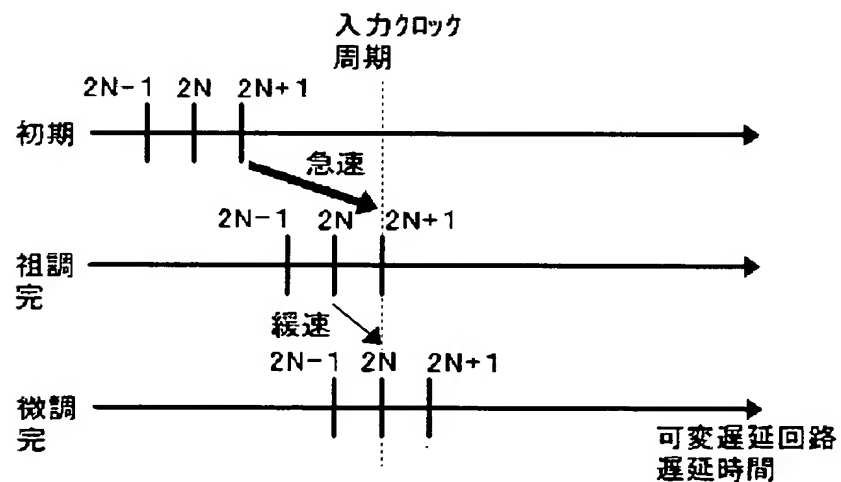 入力クロック
周期
2N-1 2N 2N+1
初期
急速
2N-1 2N 2N+1
祖調
完
緩速
2N-1 2N 2N+1
微調
完
可変遅延回路
遅延時間